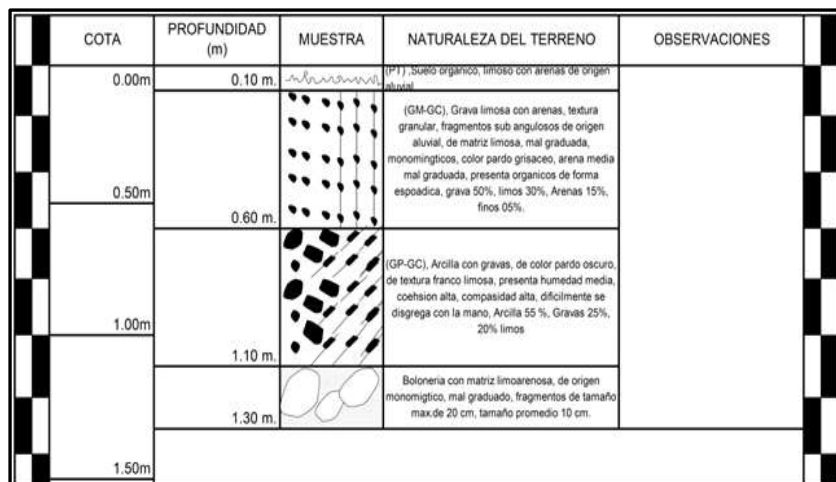 COTA
PROFUNDIDAD
(m)
MUESTRA
NATURALEZA DEL TERRENO
OBSERVACIONES
0.00m
0.10 m.
(PT) ,Suelo organico, limoso con arenas de origen
aluvial
(GM-GC), Grava limosa con arenas, textura
granular, fragmentos sub angulosos de origen
aluvial, de matriz limosa, mal graduada,
monomingticos, color pardo grisaceo, arena media
mal graduada, presenta organicos de forma
espoadica, grava 50%, limos 30%, Arenas 15%,
finos 05%.
0.50m
0.60 m.
(GP-GC), Arcilla con gravas, de color pardo oscuro,
de textura franco limosa, presenta humedad media,
coehsion alta, compasidad alta, dificilmente se
disgrega con la mano, Arcilla 55 %, Gravas 25%,
20% limos
1.00m
1.10 m.
Boloneria con matriz limoarenosa, de origen
monomigtico, mal graduado, fragmentos de tamaño
max.de 20 cm, tamaño promedio 10 cm.
1.30 m.
1.50m